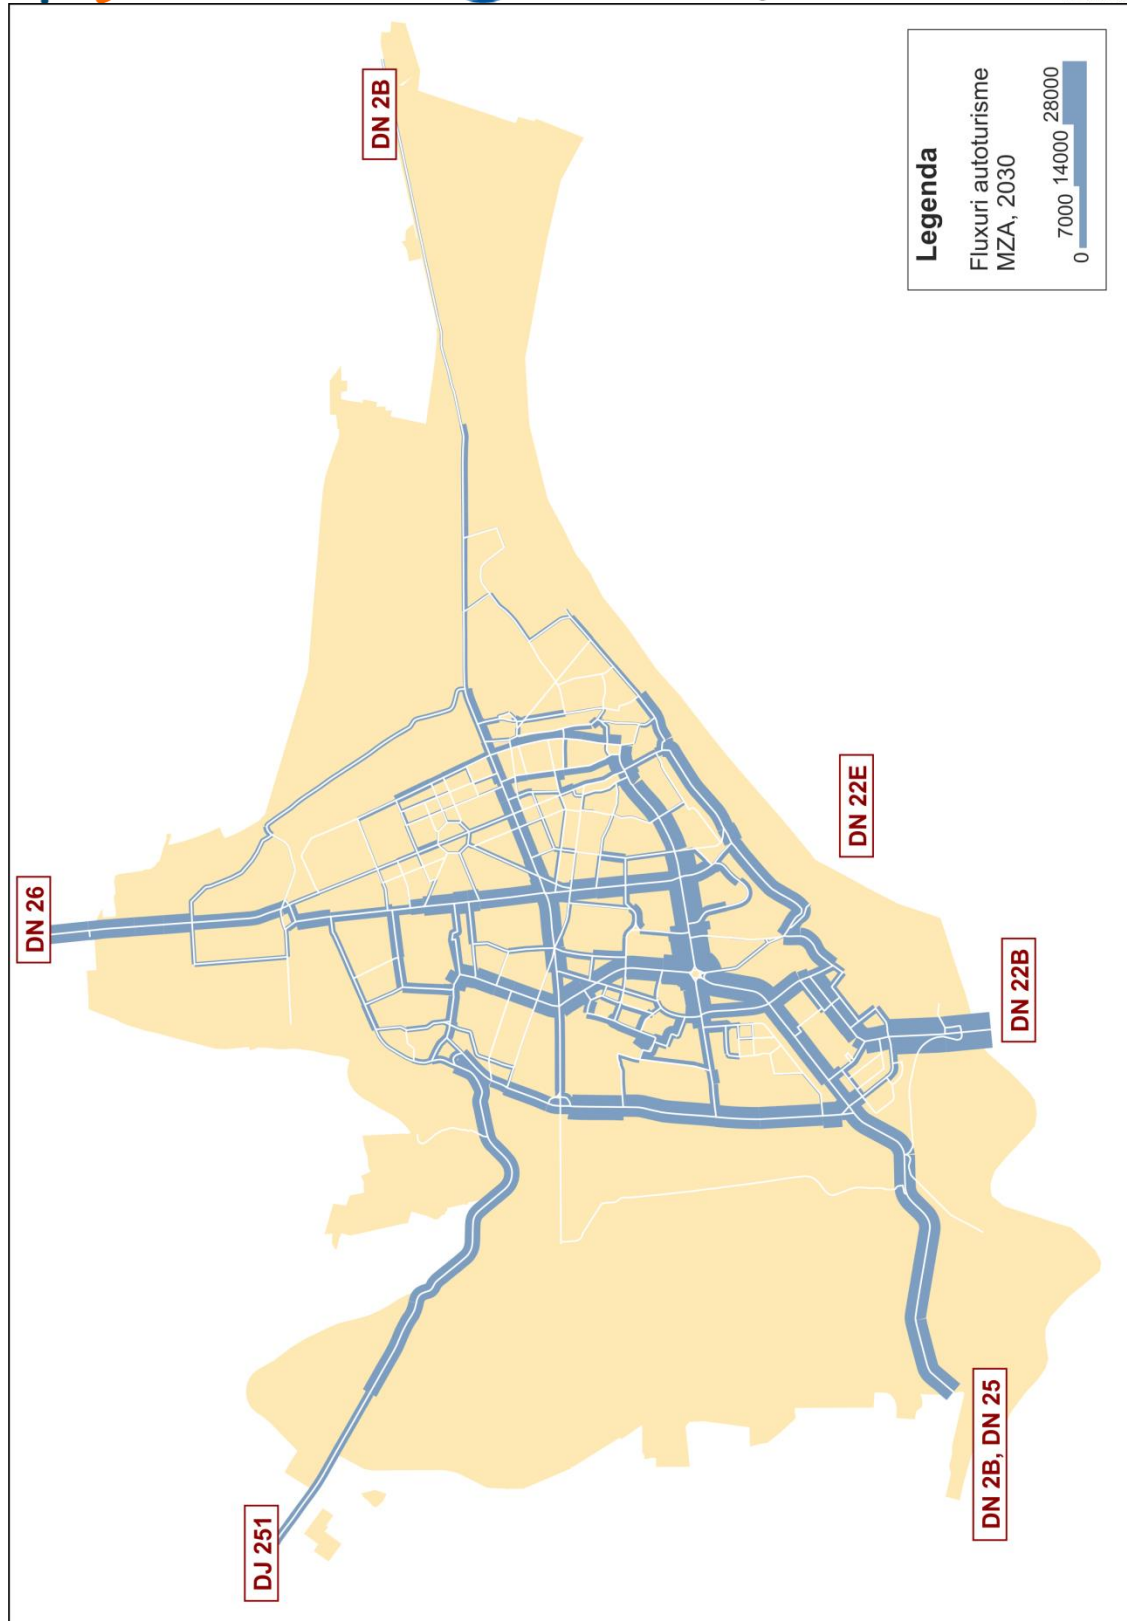 DN 2B
DN 26
Legenda
Fluxuri autoturisme
MZA, 2030
0 7000 14000 28000
DN 22E
DN 22B
DN 2B, DN 25
DJ 251